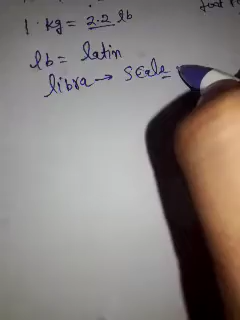 1. Kg = 2.2 lb
lb = latin
libra → scale